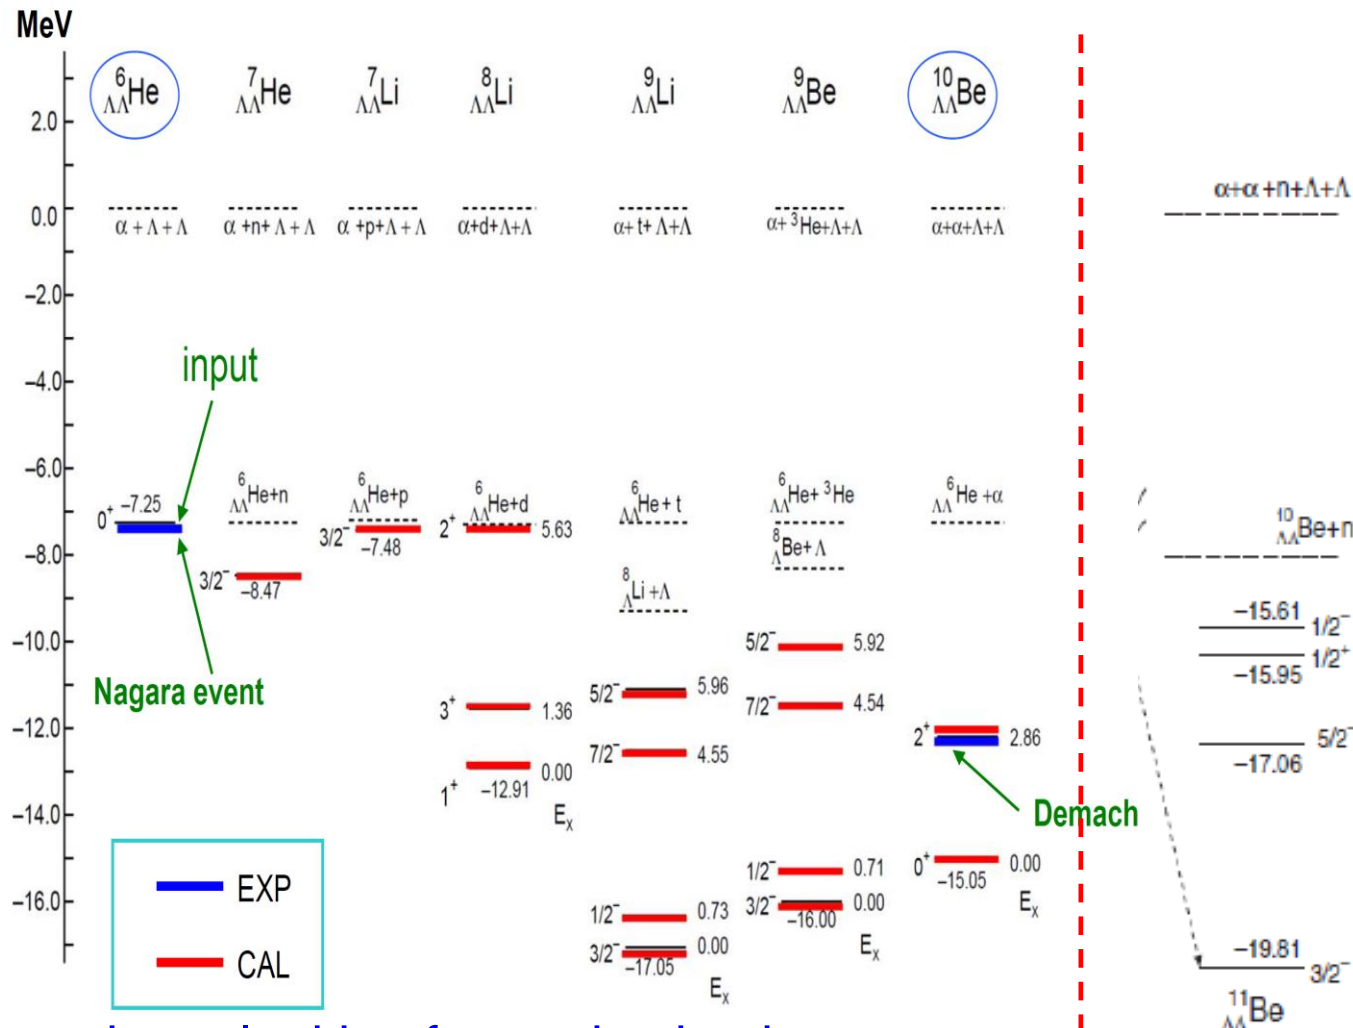 MeV
⁶ΛΛHe
⁷ΛΛHe
⁷ΛΛLi
⁸ΛΛLi
⁹ΛΛLi
⁹ΛΛBe
¹⁰ΛΛBe
2.0
0.0
−2.0
−4.0
−6.0
−8.0
−10.0
−12.0
−14.0
−16.0
α + Λ + Λ
α +n+ Λ + Λ
α +p+Λ + Λ
α+d+Λ+Λ
α+ t+ Λ+Λ
α+ ³He+Λ+Λ
α+α+Λ+Λ
α+α+n+Λ+Λ
input
0⁺ −7.25
Nagara event
⁶ΛΛHe+n
3/2⁻
−8.47
⁶ΛΛHe+p
3/2⁻
−7.48
⁶ΛΛHe+d
2⁺ 5.63
3⁺ 1.36
1⁺ 0.00
−12.91
Eₓ
⁶ΛΛHe + t
⁸ΛLi +Λ
5/2⁻ 5.96
7/2⁻ 4.55
1/2⁻ 0.73
3/2⁻ 0.00
−17.05
Eₓ
⁶ΛΛHe+ ³He
⁸ΛBe+ Λ
5/2⁻ 5.92
7/2⁻ 4.54
1/2⁻ 0.71
3/2⁻ 0.00
−16.00
Eₓ
⁶ΛΛHe +α
2⁺ 2.86
Demach
0⁺ 0.00
−15.05
Eₓ
¹⁰ΛΛBe+n
−15.61
1/2⁻
1/2⁺
−15.95
5/2⁻
−17.06
−19.81
3/2⁻
¹¹ΛΛBe
EXP
CAL